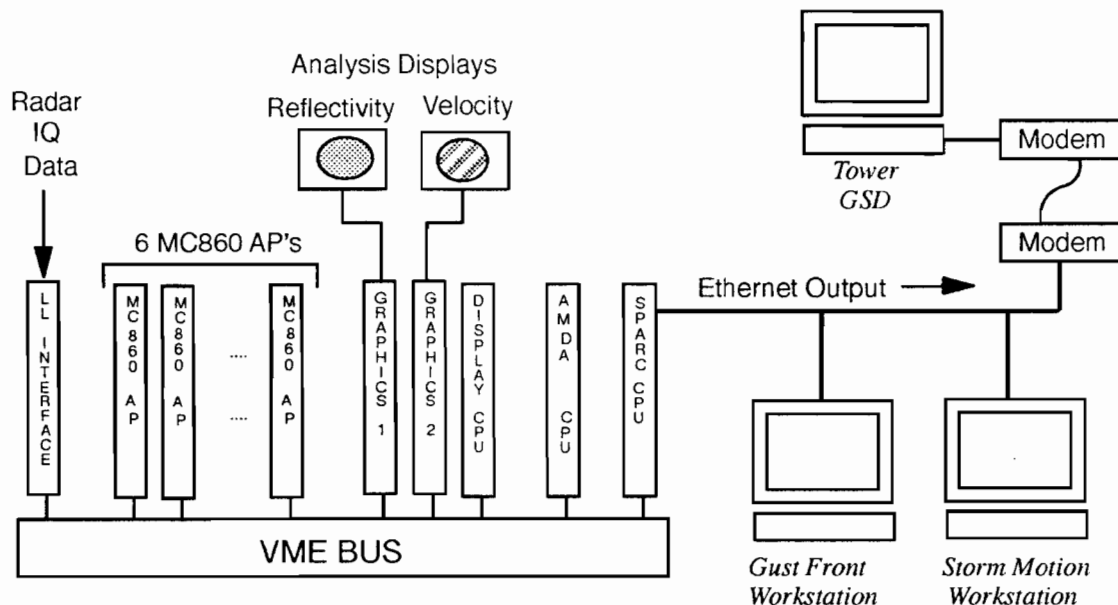 Analysis Displays
Reflectivity
Velocity
Radar
IQ
Data
6 MC860 AP's
LL INTERFACE
MC860 AP
MC860 AP
....
....
MC860 AP
GRAPHICS 1
GRAPHICS 2
DISPLAY CPU
AMDA CPU
SPARC CPU
VME BUS
Ethernet Output
Tower
GSD
Modem
Modem
Gust Front
Workstation
Storm Motion
Workstation